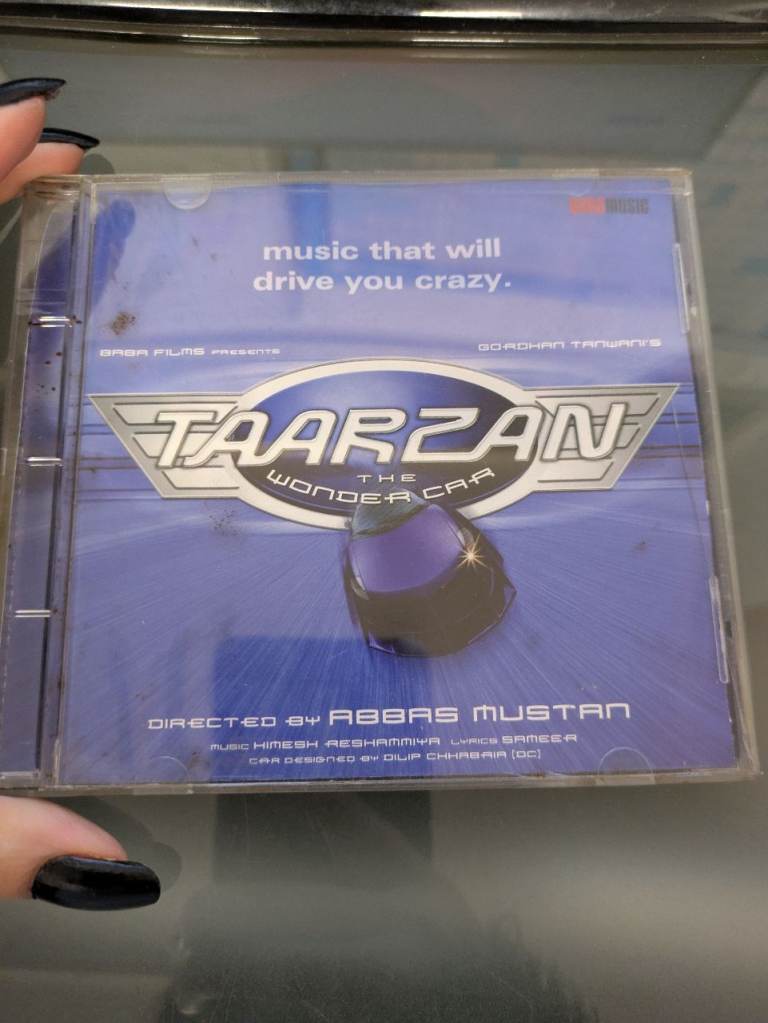 MUSIC
music that will
drive you crazy.
BABA FILMS PRESENTS
GORDHAN TANWANI'S
TAARZAN
THE
WONDER CAR
DIRECTED BY ABBAS MUSTAN
MUSIC HIMESH RESHAMMIYA LYRICS SAMEER
CAR DESIGNED BY DILIP CHHABRIA (DC)